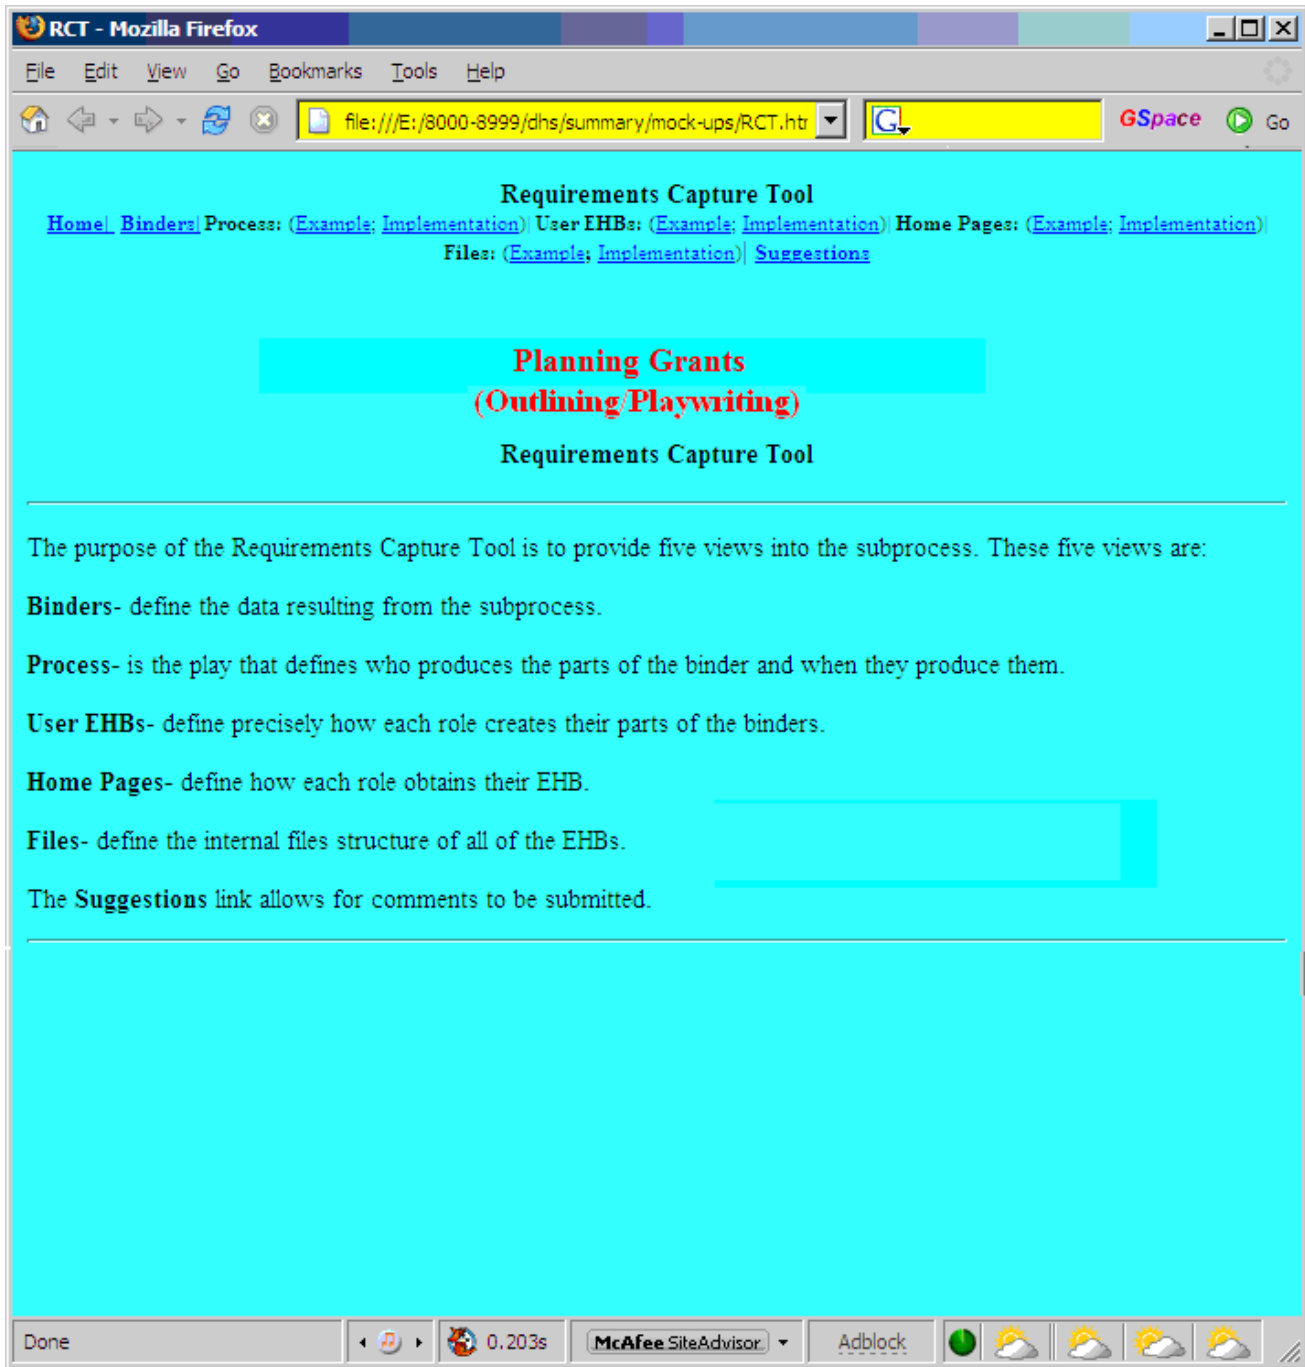 RCT - Mozilla Firefox
File Edit View Go Bookmarks Tools Help
file:///E:/8000-8999/dhs/summary/mock-ups/RCT.htr G GSpace Go
Requirements Capture Tool
Home| Binders| Process: (Example; Implementation)| User EHBs: (Example; Implementation)| Home Pages: (Example; Implementation)|
Files: (Example; Implementation)| Suggestions
Planning Grants
(Outlining/Playwriting)
Requirements Capture Tool
The purpose of the Requirements Capture Tool is to provide five views into the subprocess. These five views are:
Binders- define the data resulting from the subprocess.
Process- is the play that defines who produces the parts of the binder and when they produce them.
User EHBs- define precisely how each role creates their parts of the binders.
Home Pages- define how each role obtains their EHB.
Files- define the internal files structure of all of the EHBs.
The Suggestions link allows for comments to be submitted.
Done 0.203s McAfee SiteAdvisor Adblock